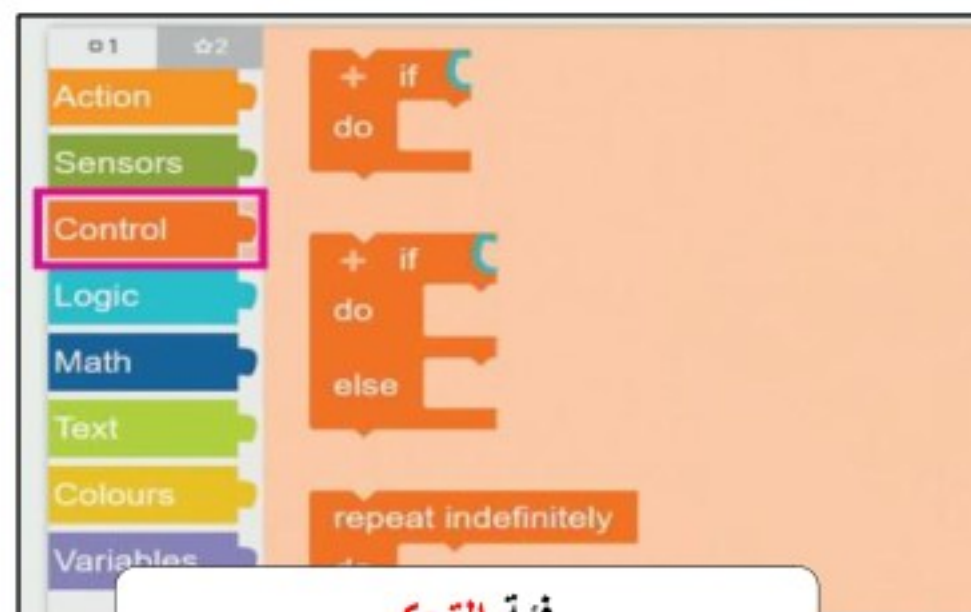 1
2
Action
Sensors
Control
Logic
Math
Text
Colours
Variables
+ if
do
+ if
do
else
repeat indefinitely
do
فئة التحكم